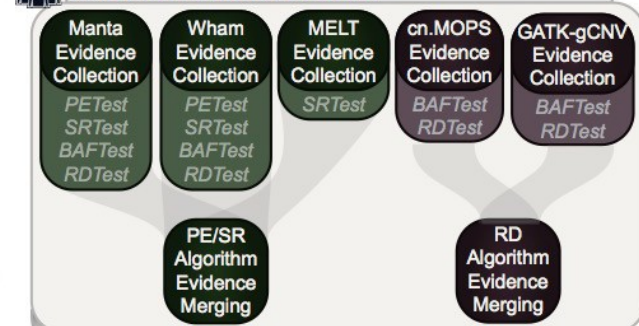 Manta
Evidence
Collection
PETest
SRTest
BAFTest
RDTest
Wham
Evidence
Collection
PETest
SRTest
BAFTest
RDTest
MELT
Evidence
Collection
SRTest
cn.MOPS
Evidence
Collection
BAFTest
RDTest
GATK-gCNV
Evidence
Collection
BAFTest
RDTest
PE/SR
Algorithm
Evidence
Merging
RD
Algorithm
Evidence
Merging